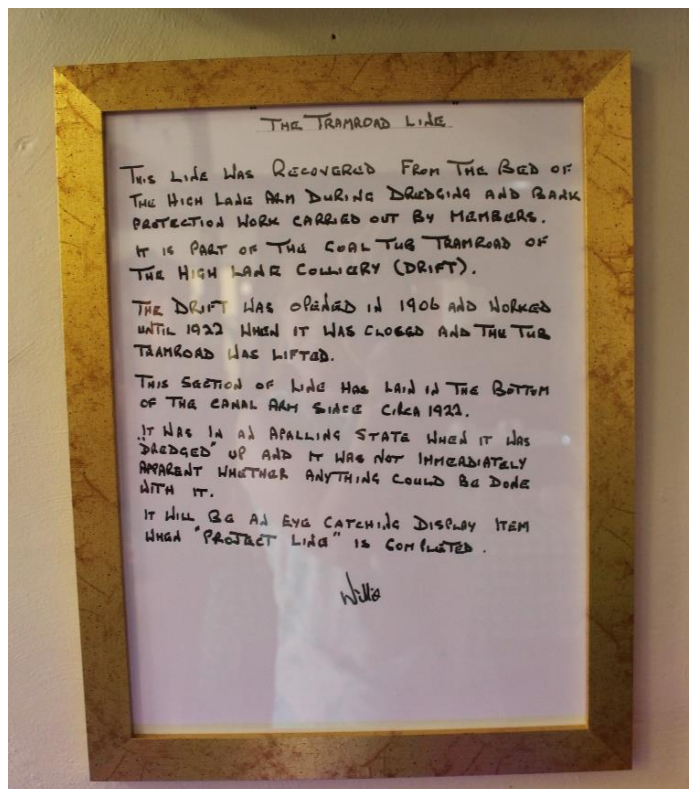 THE TRAMROAD LINE
THIS LINE WAS RECOVERED FROM THE BED OF
THE HIGH LANE ARM DURING DREDGING AND BANK
PROTECTION WORK CARRIED OUT BY MEMBERS.
IT IS PART OF THE COAL TUB TRAMROAD OF
THE HIGH LANE COLLIERY (DRIFT).
THE DRIFT WAS OPENED IN 1906 AND WORKED
UNTIL 1922 WHEN IT WAS CLOSED AND THE TUB
TRAMROAD WAS LIFTED.
THIS SECTION OF LINE HAS LAIN IN THE BOTTOM
OF THE CANAL ARM SINCE CIRCA 1922.
IT WAS IN AN APALLING STATE WHEN IT WAS
"DREDGED" UP AND IT WAS NOT IMMEDIATELY
APPARENT WHETHER ANYTHING COULD BE DONE
WITH IT.
IT WILL BE AN EYE CATCHING DISPLAY ITEM
WHEN "PROJECT LINE" IS COMPLETED.
Willis